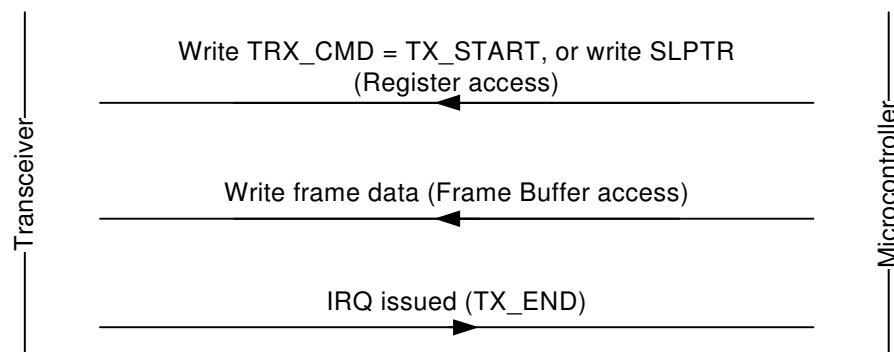 Write TRX_CMD = TX_START, or write SLPTR
(Register access)
Transceiver
Write frame data (Frame Buffer access)
Microcontroller
IRQ issued (TX_END)